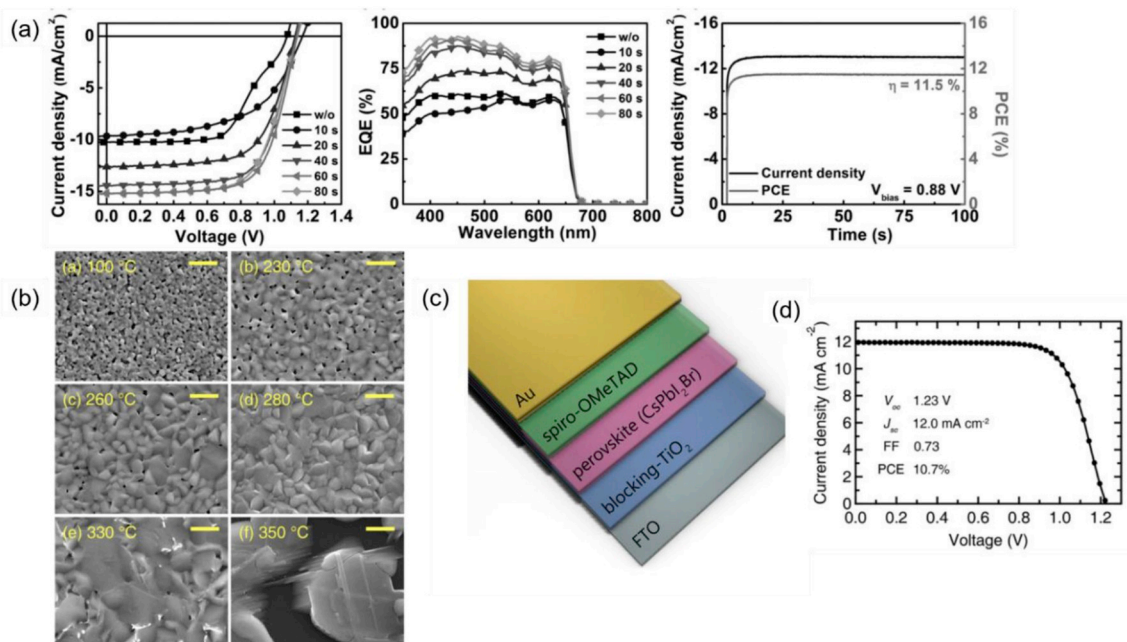 (a)
Current density (mA/cm²)
0
-5
-10
-15
0.0 0.2 0.4 0.6 0.8 1.0 1.2 1.4
Voltage (V)
w/o
10 s
20 s
40 s
60 s
80 s
EQE (%)
100
75
50
25
0
400 500 600 700 800
Wavelength (nm)
w/o
10 s
20 s
40 s
60 s
80 s
Current density (mA/cm²)
-16
-12
-8
-4
0
0 25 50 75 100
Time (s)
16
12
8
4
0
PCE (%)
η = 11.5 %
Current density
PCE
V_bias = 0.88 V
(b)
(a) 100 °C
(b) 230 °C
(c) 260 °C
(d) 280 °C
(e) 330 °C
(f) 350 °C
(c)
Au
spiro-OMeTAD
perovskite (CsPbI₂Br)
blocking-TiO₂
FTO
(d)
Current density (mA cm⁻²)
14
12
10
8
6
4
2
0
V_oc 1.23 V
J_sc 12.0 mA cm⁻²
FF 0.73
PCE 10.7%
0.0 0.2 0.4 0.6 0.8 1.0 1.2
Voltage (V)